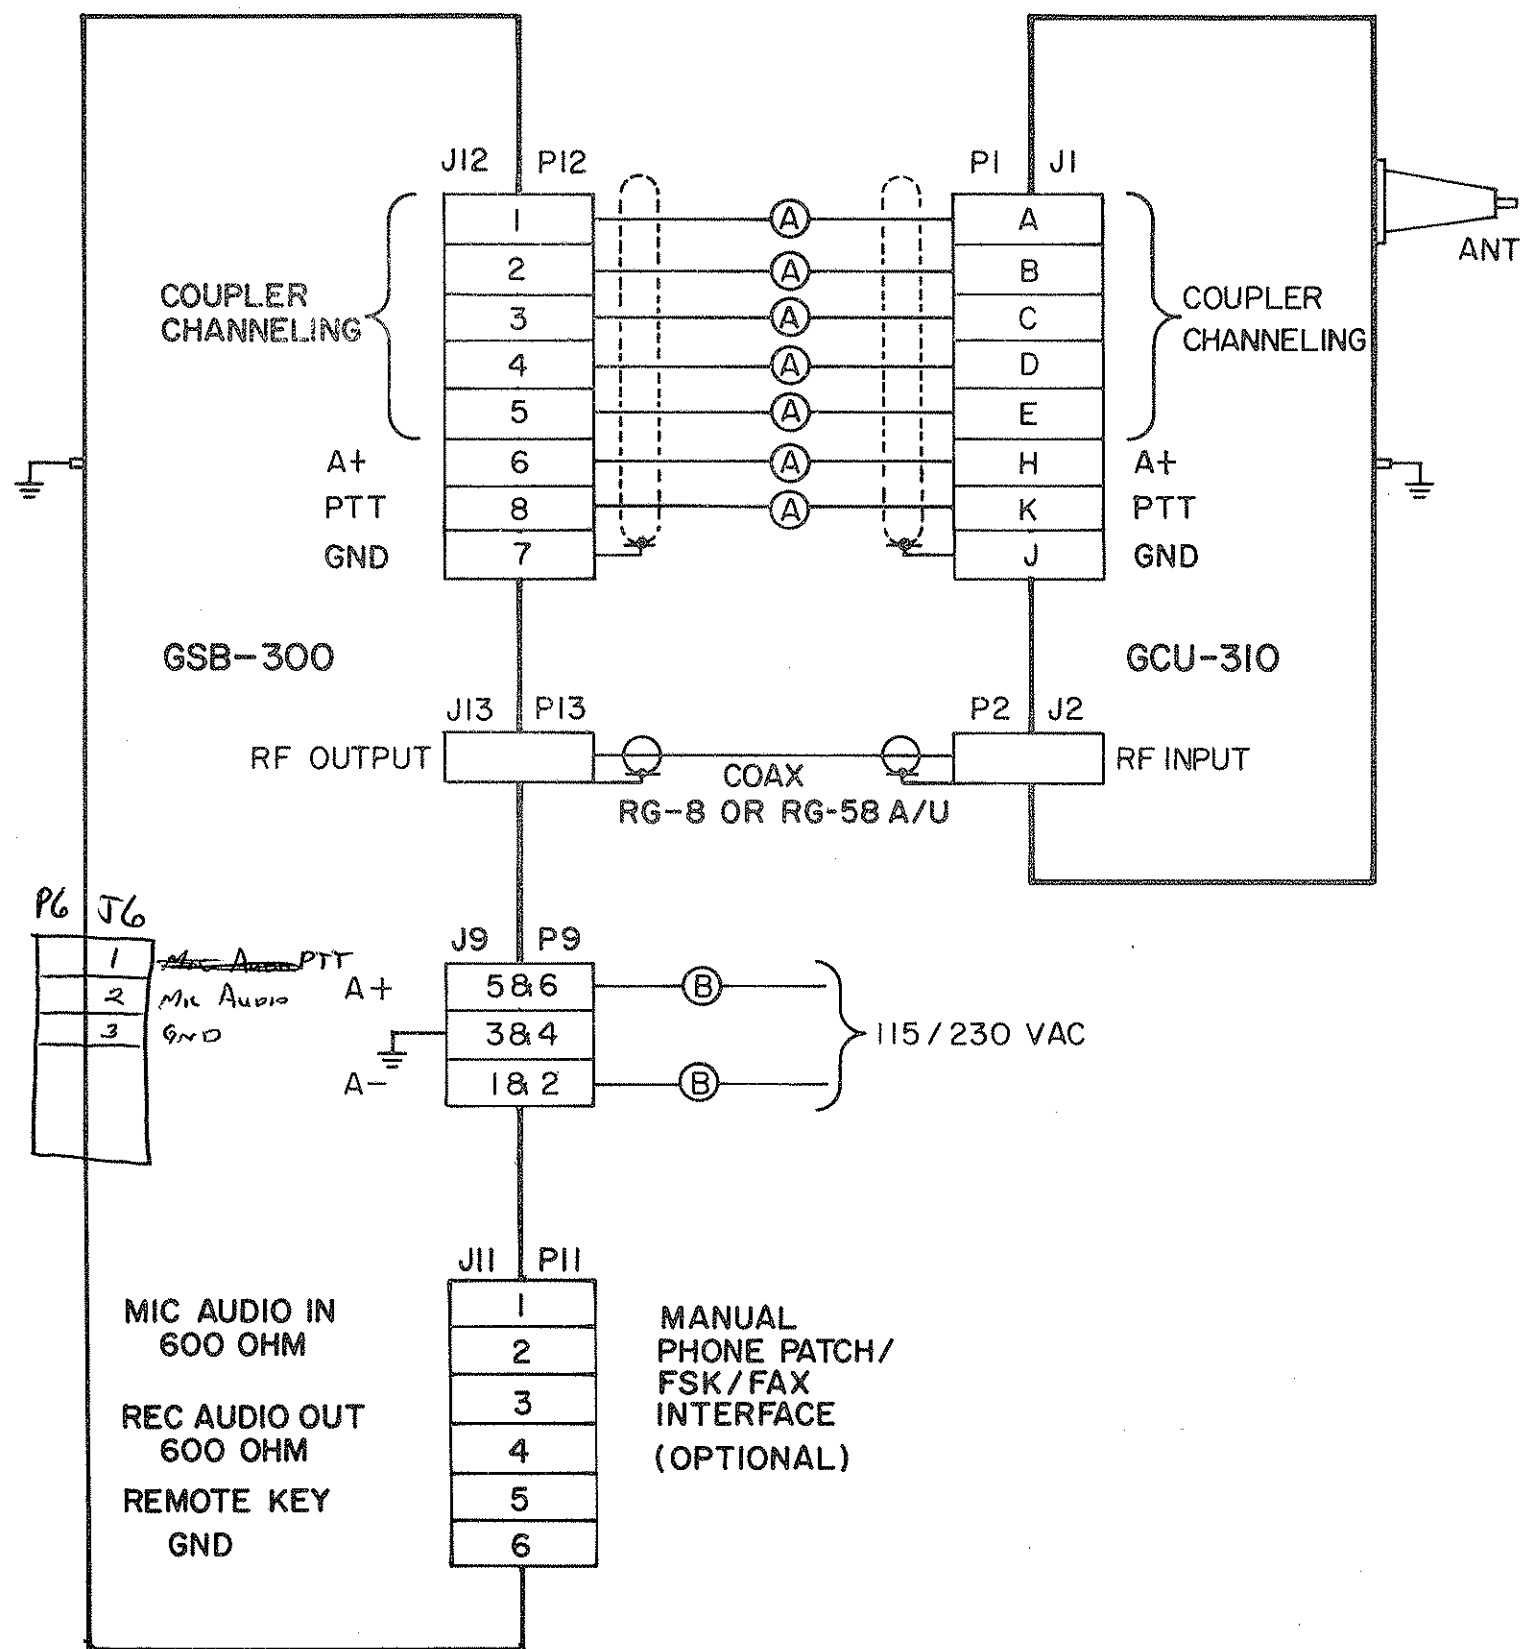 J12 P12
P1 J1
1 A A
2 A B
3 A C
4 A D
5 A E
COUPLER
CHANNELING
COUPLER
CHANNELING
ANT
A+ 6 A H A+
PTT 8 A K PTT
GND 7 J GND
GSB-300
GCU-310
J13 P13
P2 J2
RF OUTPUT
RF INPUT
COAX
RG-8 OR RG-58 A/U
P6 J6
1 Mic Audio PTT
2 Mic Audio
3 GND
J9 P9
A+ 5&6 B
3&4
A- 1&2 B
115/230 VAC
J11 P11
1
2
3
4
5
6
MIC AUDIO IN
600 OHM
REC AUDIO OUT
600 OHM
REMOTE KEY
GND
MANUAL
PHONE PATCH/
FSK/FAX
INTERFACE
(OPTIONAL)